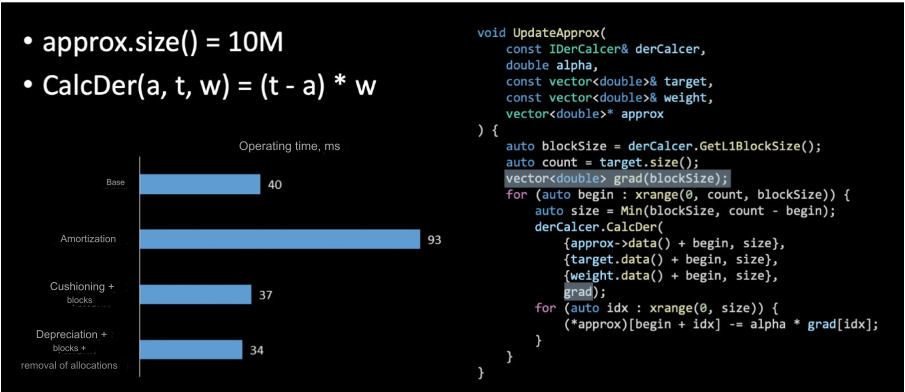 • approx.size() = 10M
• CalcDer(a, t, w) = (t - a) * w
Operating time, ms
Base
40
Amortization
93
Cushioning +
blocks
37
Depreciation +
blocks +
removal of allocations
34
void UpdateApprox(
    const IDerCalcer& derCalcer,
    double alpha,
    const vector<double>& target,
    const vector<double>& weight,
    vector<double>* approx
) {
    auto blockSize = derCalcer.GetL1BlockSize();
    auto count = target.size();
    vector<double> grad(blockSize);
    for (auto begin : xrange(0, count, blockSize)) {
        auto size = Min(blockSize, count - begin);
        derCalcer.CalcDer(
            {approx->data() + begin, size},
            {target.data() + begin, size},
            {weight.data() + begin, size},
            grad);
        for (auto idx : xrange(0, size)) {
            (*approx)[begin + idx] -= alpha * grad[idx];
        }
    }
}